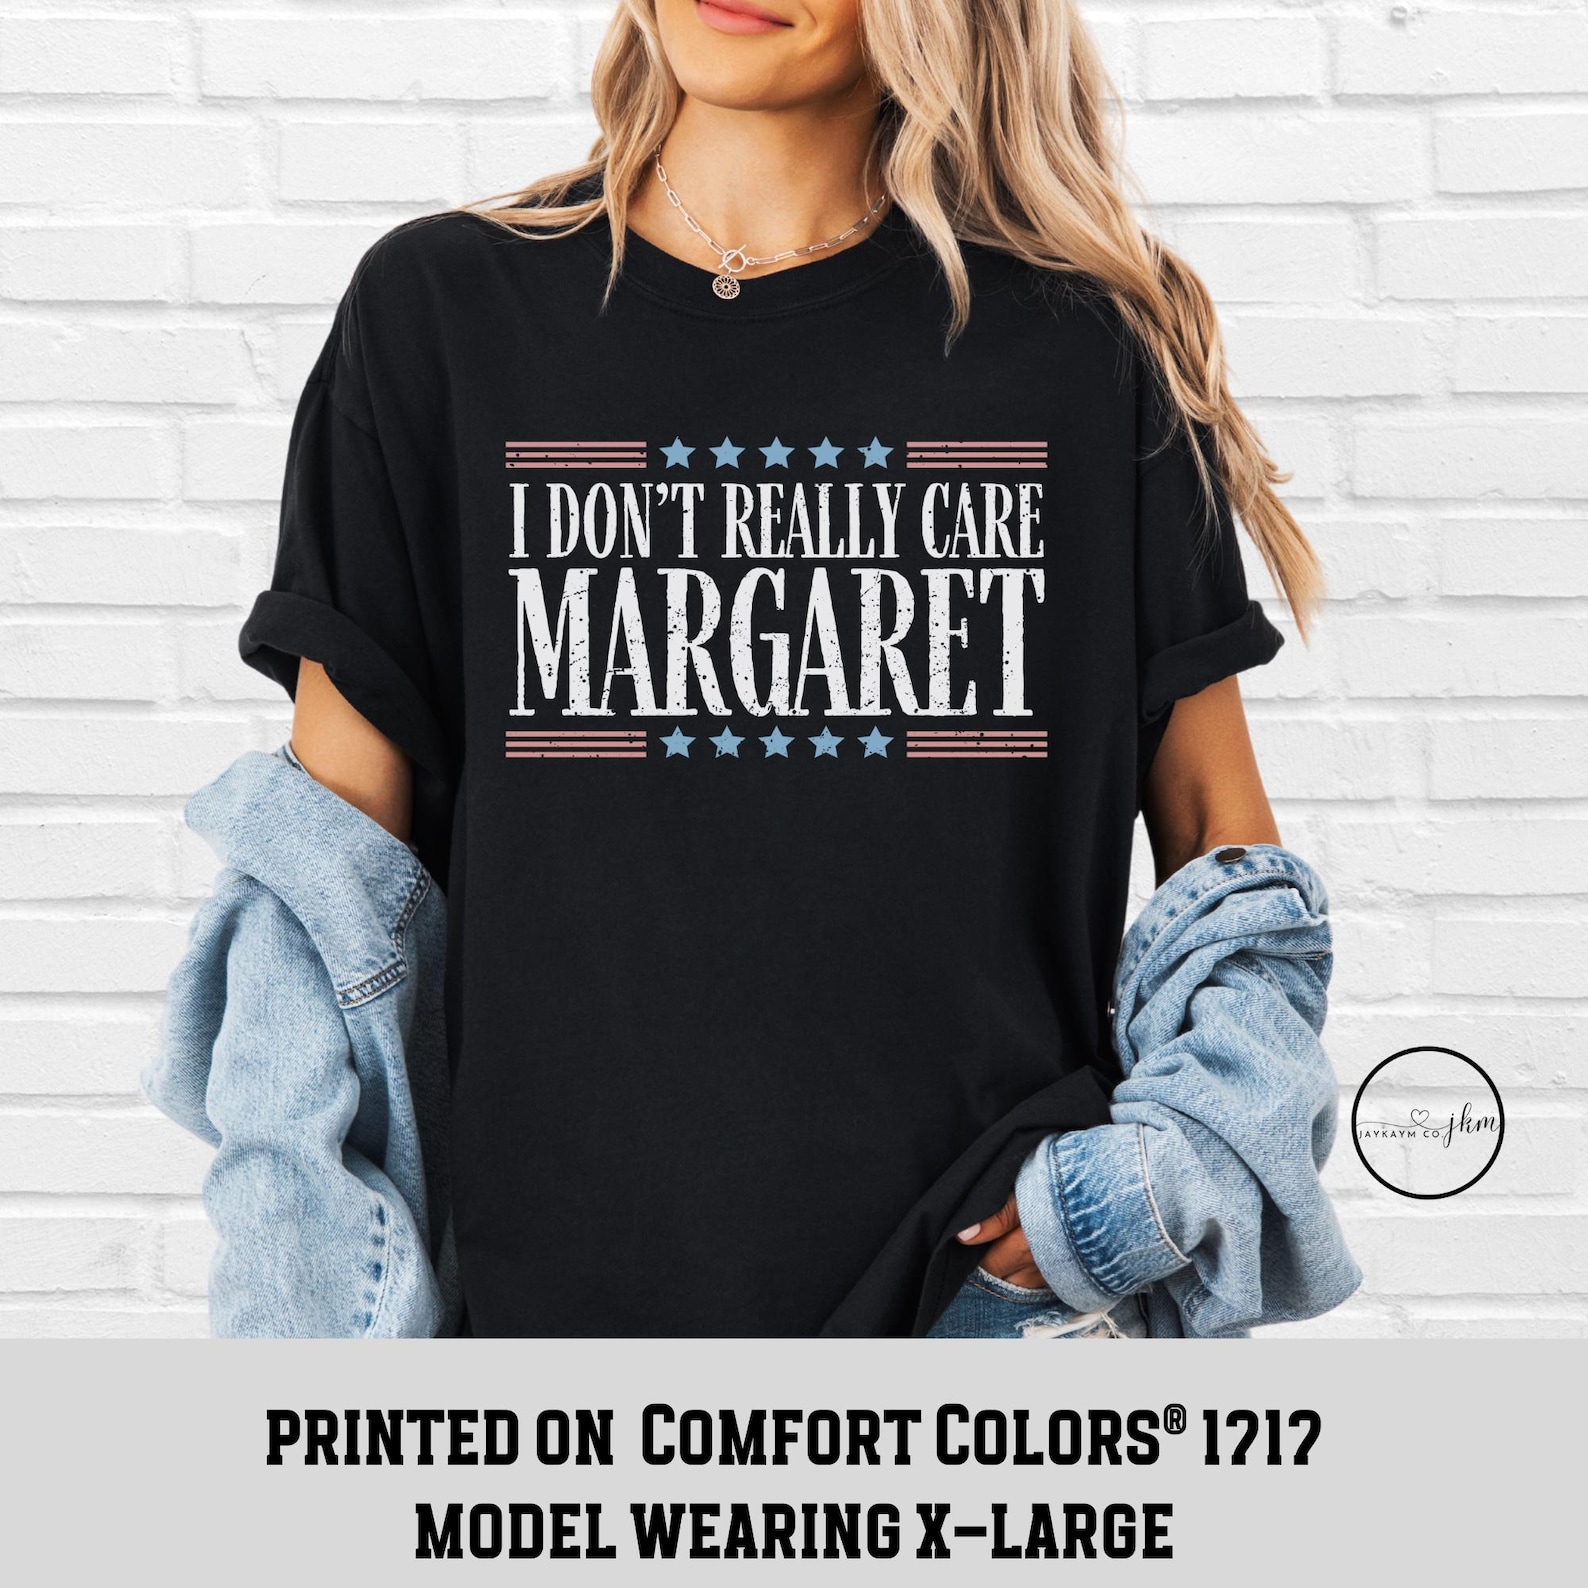 I DON'T REALLY CARE
MARGARET
JAYKAYM CO jkm
PRINTED ON COMFORT COLORS® 1717
MODEL WEARING X-LARGE